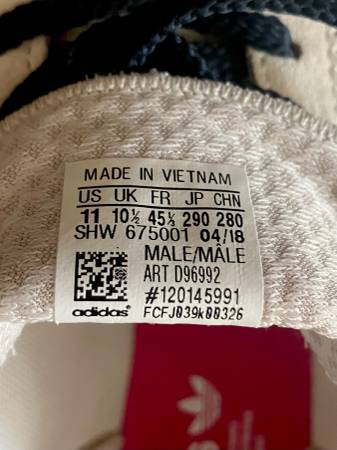 MADE IN VIETNAM
US UK FR JP CHN
11 10½ 45⅓ 290 280
SHW 675001 04/18
MALE/MÂLE
ART D96992
#120145991
adidas® FCFJ039k00326